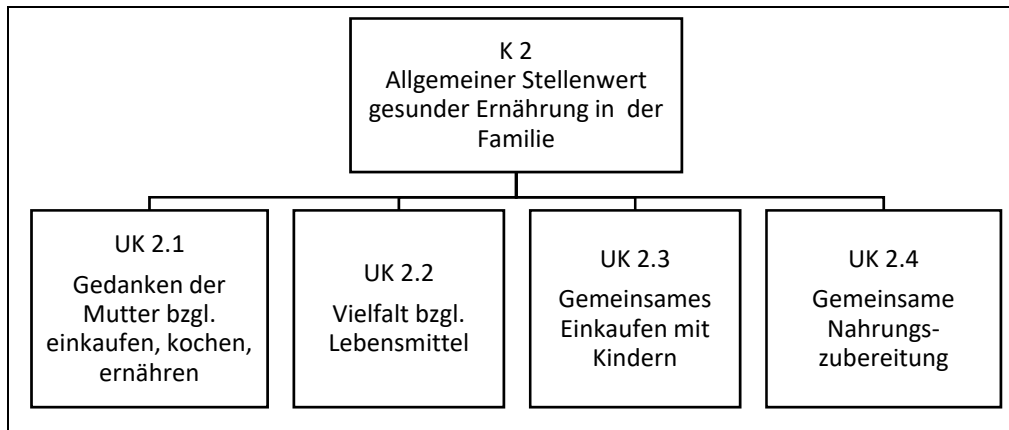 K 2
Allgemeiner Stellenwert
gesunder Ernährung in der
Familie
UK 2.1
Gedanken der
Mutter bzgl.
einkaufen, kochen,
ernähren
UK 2.2
Vielfalt bzgl.
Lebensmittel
UK 2.3
Gemeinsames
Einkaufen mit
Kindern
UK 2.4
Gemeinsame
Nahrungs-
zubereitung